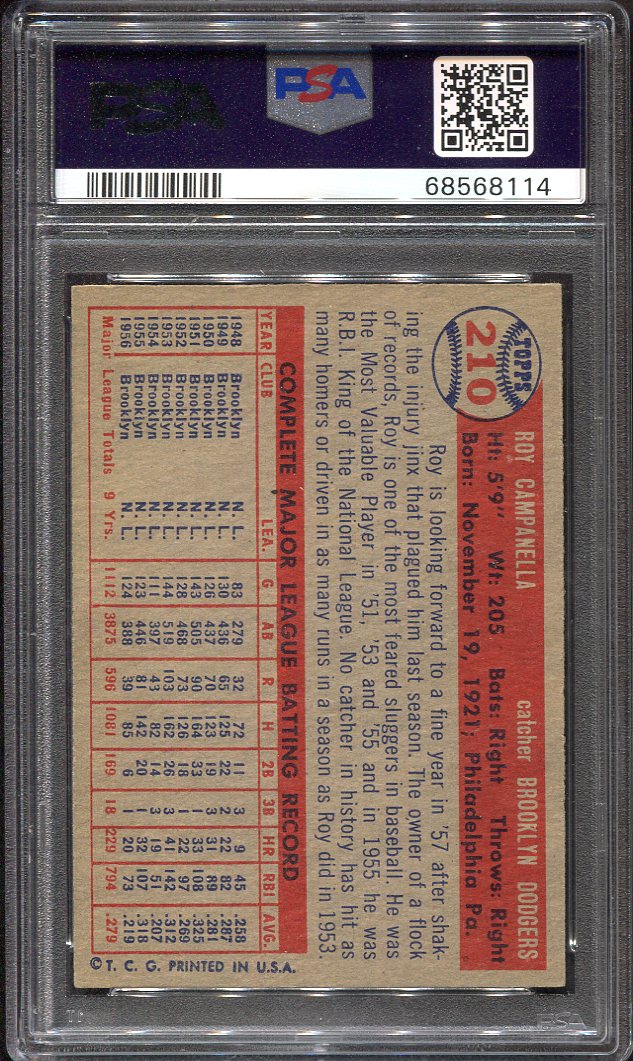 PSA
PSA
68568114
TOPPS
210
ROY CAMPANELLA catcher BROOKLYN DODGERS
Ht: 5'9" Wt: 205 Bats: Right Throws: Right
Born: November 19, 1921; Philadelphia Pa.
Roy is looking forward to a fine year in '57 after shak-
ing the injury jinx that plagued him last season. The owner of a flock
of records, Roy is one of the most feared sluggers in baseball. He was
the Most Valuable Player in '51, '53 and '55 and in 1955 he was
R.B.I. King of the National League. No catcher in history has hit as
many homers or driven in as many runs in a season as Roy did in 1953.
COMPLETE MAJOR LEAGUE BATTING RECORD
YEAR CLUB LEA. G AB R H 2B 3B HR RBI AVG.
1948 Brooklyn N. L. 83 279 32 72 11 3 9 45 .258
1949 Brooklyn N. L. 130 436 65 125 22 2 22 82 .287
1950 Brooklyn N. L. 126 437 70 123 19 3 31 89 .281
1951 Brooklyn N. L. 143 505 90 164 33 1 33 108 .325
1952 Brooklyn N. L. 128 468 73 126 18 1 22 97 .269
1953 Brooklyn N. L. 144 519 103 162 26 3 41 142 .312
1954 Brooklyn N. L. 111 397 43 82 14 3 19 51 .207
1955 Brooklyn N. L. 123 446 81 142 20 1 32 107 .318
1956 Brooklyn N. L. 124 388 39 85 6 1 20 73 .219
Major League Totals 9 Yrs. 1112 3875 596 1081 169 18 229 794 .279
© T. C. G. PRINTED IN U.S.A.
PSA